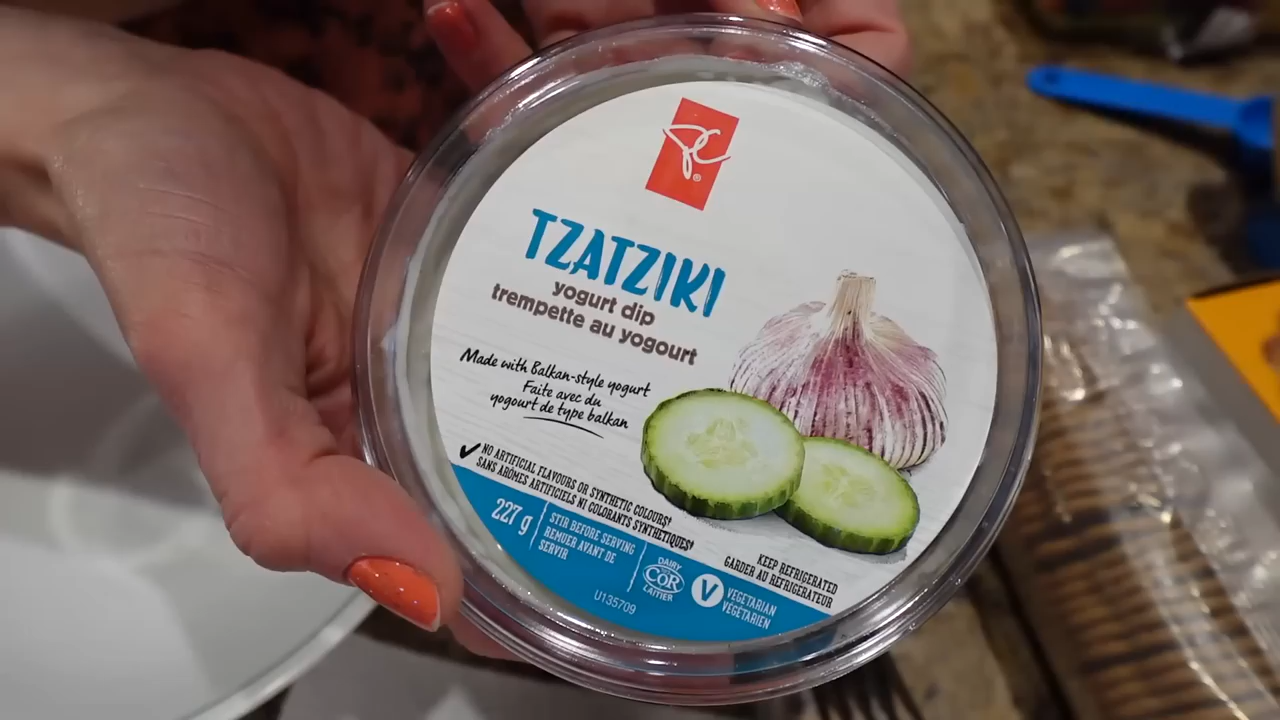 PC®
TZATZIKI
yogurt dip
trempette au yogourt
Made with Balkan-style yogurt
Faite avec du
yogourt de type balkan
✓ NO ARTIFICIAL FLAVOURS OR SYNTHETIC COLOURS†
SANS ARÔMES ARTIFICIELS NI COLORANTS SYNTHÉTIQUES†
227 g
STIR BEFORE SERVING
REMUER AVANT DE
SERVIR
DAIRY
COR
LAITIER
V
VEGETARIAN
VÉGÉTARIEN
KEEP REFRIGERATED
GARDER AU RÉFRIGÉRATEUR
U135709